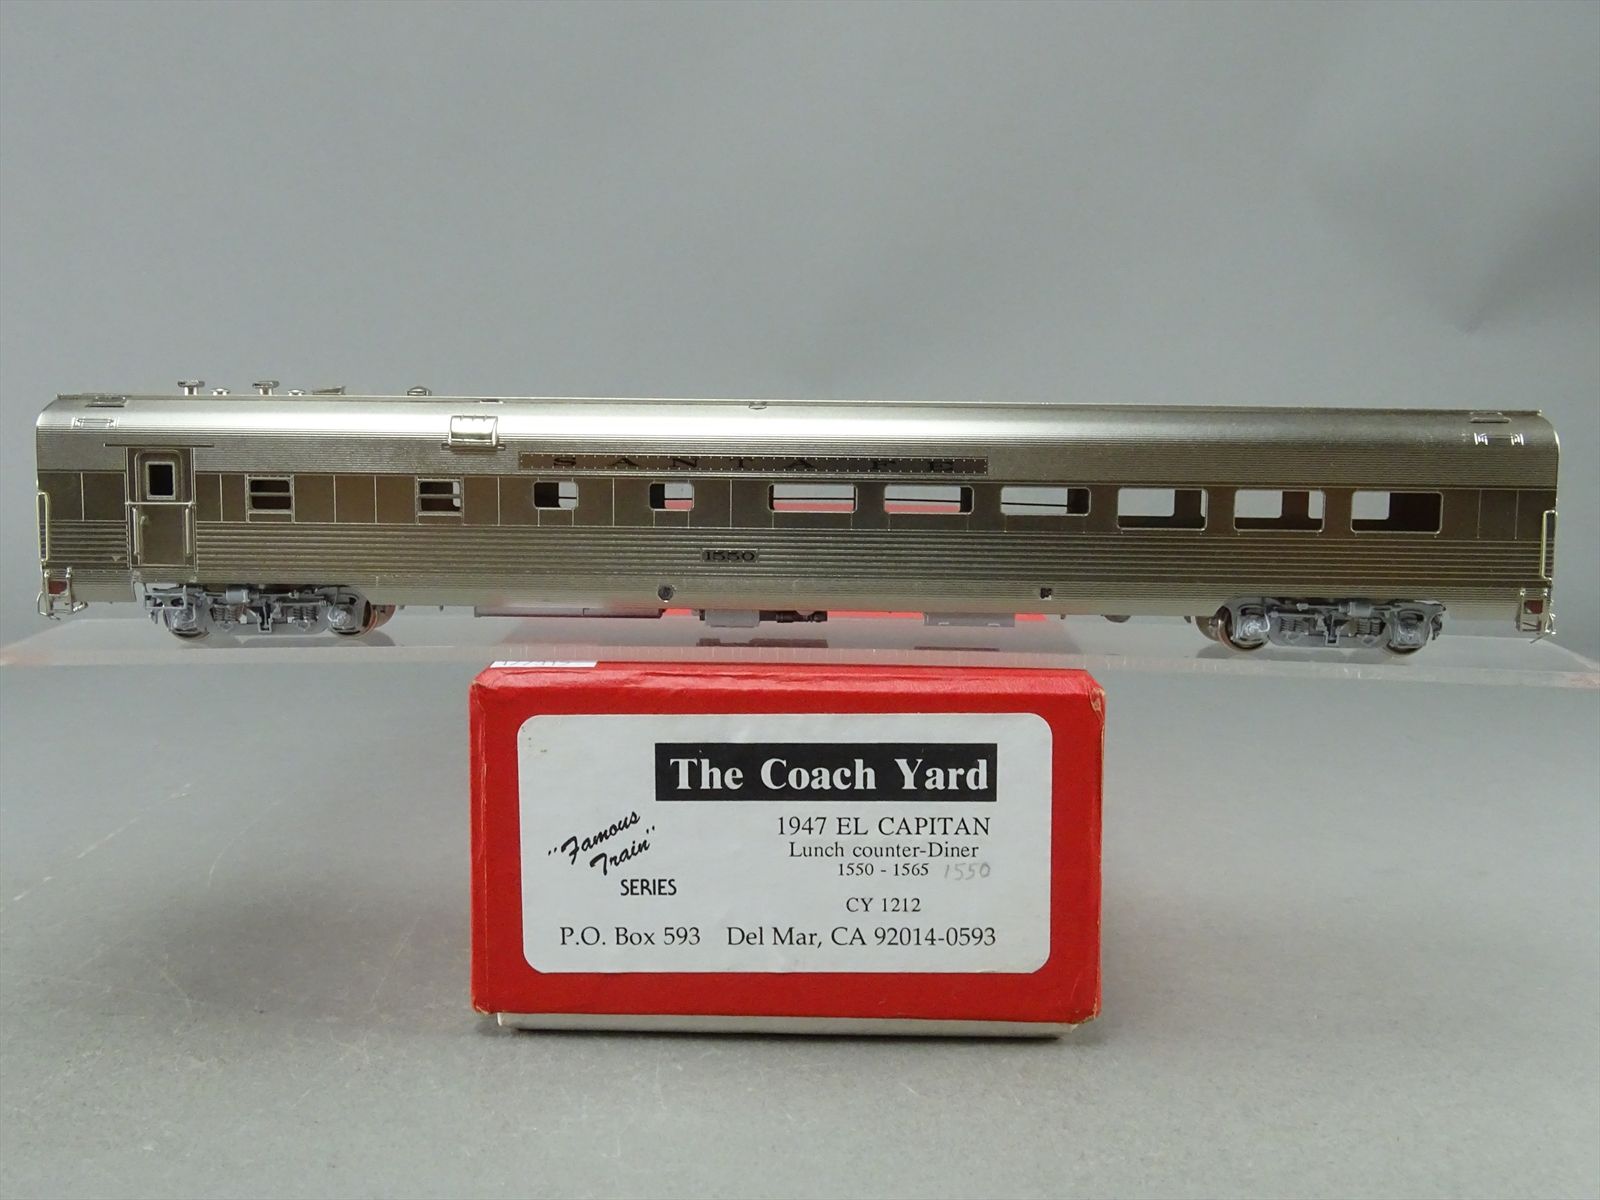 SANTA FE
1550
The Coach Yard
1947 EL CAPITAN
"Famous Train" SERIES
Lunch counter-Diner
1550 - 1565 1550
CY 1212
P.O. Box 593 Del Mar, CA 92014-0593